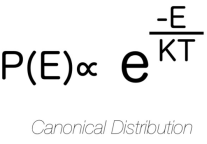 P(E)∝ e^(-E/KT)
Canonical Distribution